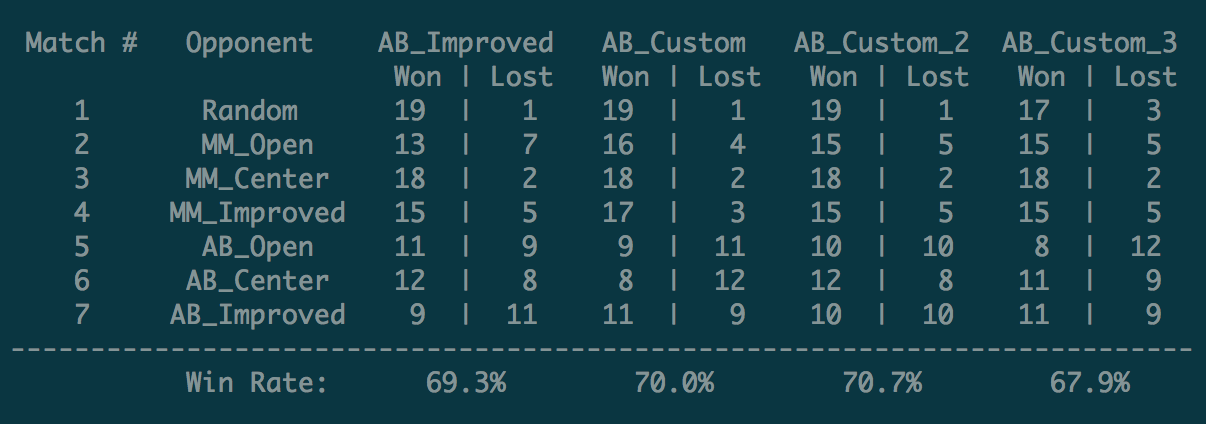 Match #   Opponent    AB_Improved   AB_Custom   AB_Custom_2  AB_Custom_3
Won | Lost   Won | Lost   Won | Lost   Won | Lost
1   Random   19 | 1   19 | 1   19 | 1   17 | 3
2   MM_Open   13 | 7   16 | 4   15 | 5   15 | 5
3   MM_Center   18 | 2   18 | 2   18 | 2   18 | 2
4   MM_Improved   15 | 5   17 | 3   15 | 5   15 | 5
5   AB_Open   11 | 9   9 | 11   10 | 10   8 | 12
6   AB_Center   12 | 8   8 | 12   12 | 8   11 | 9
7   AB_Improved   9 | 11   11 | 9   10 | 10   11 | 9
--------------------------------------------------------------------------
Win Rate:   69.3%   70.0%   70.7%   67.9%